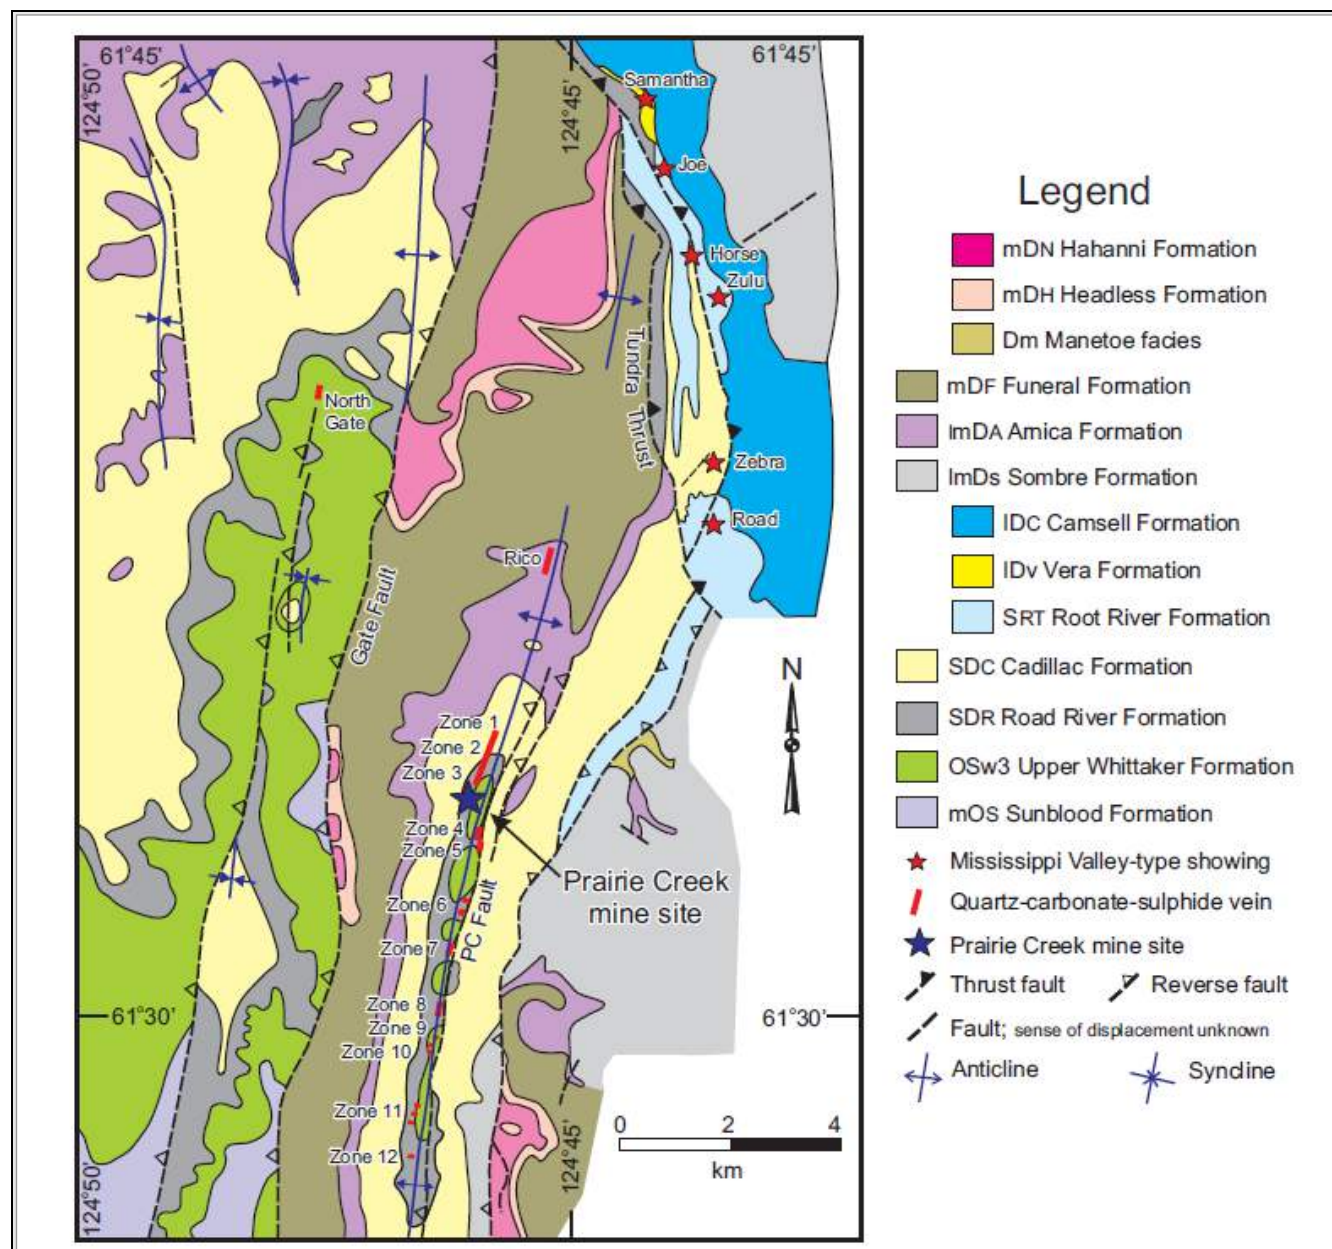 61°45'
61°45'
124°50'
124°45'
Samantha
Joe
Horse
Zulu
Tundra Thrust
North
Gate
Zebra
Road
Rico
Gate Fault
Zone 1
Zone 2
Zone 3
Zone 4
Zone 5
Prairie Creek
mine site
Zone 6
PC Fault
Zone 7
Zone 8
61°30'
61°30'
Zone 9
Zone 10
Zone 11
Zone 12
124°50'
124°45'
N
0 2 4
km
Legend
mDN Hahanni Formation
mDH Headless Formation
Dm Manetoe facies
mDF Funeral Formation
lmDA Arnica Formation
lmDs Sombre Formation
lDC Camsell Formation
lDV Vera Formation
SRT Root River Formation
SDC Cadillac Formation
SDR Road River Formation
OSw3 Upper Whittaker Formation
mOS Sunblood Formation
Mississippi Valley-type showing
Quartz-carbonate-sulphide vein
Prairie Creek mine site
Thrust fault Reverse fault
Fault; sense of displacement unknown
Anticline Syncline